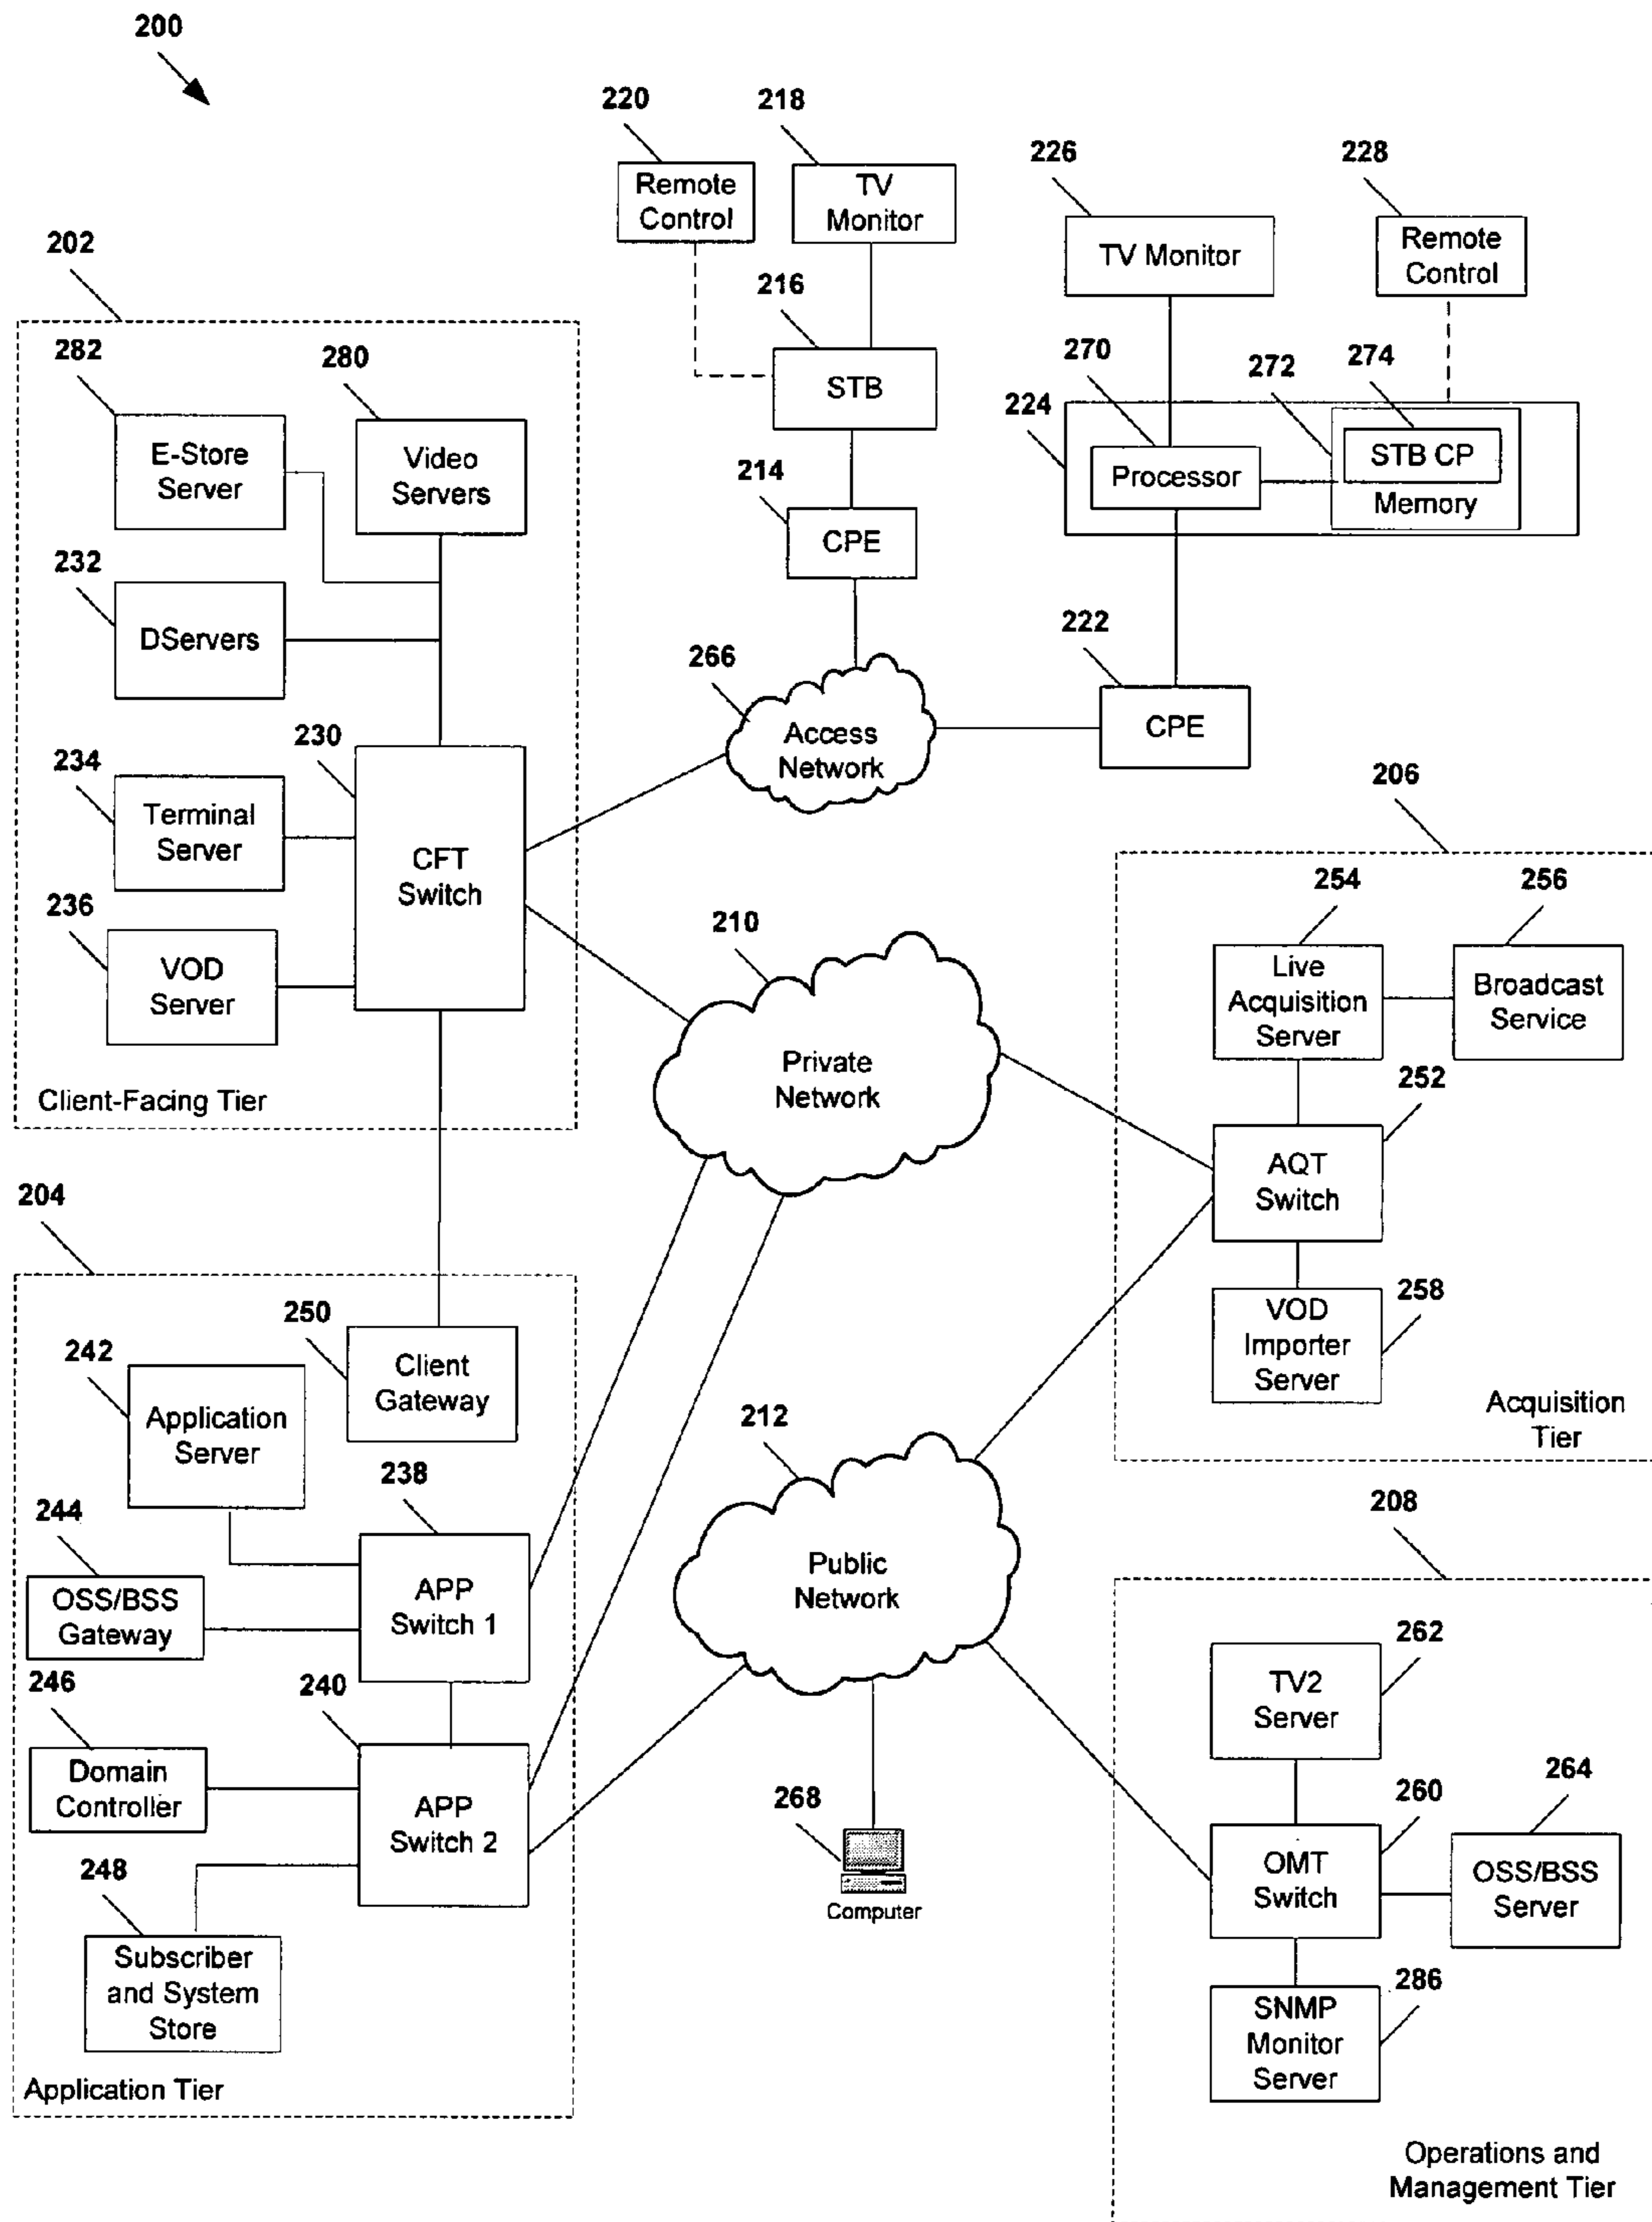 200
220
218
226
228
Remote
Control
TV
Monitor
TV Monitor
Remote
Control
202
216
282
280
STB
270
272
274
224
E-Store
Server
Video
Servers
Processor
STB CP
Memory
214
CPE
232
DServers
222
266
CPE
Access
Network
230
234
Terminal
Server
CFT
Switch
206
236
VOD
Server
254
256
210
Live
Acquisition
Server
Broadcast
Service
Private
Network
252
Client-Facing Tier
AQT
Switch
204
258
VOD
Importer
Server
250
Client
Gateway
242
Application
Server
Acquisition
Tier
212
238
208
244
APP
Switch 1
OSS/BSS
Gateway
Public
Network
262
TV2
Server
246
240
Domain
Controller
APP
Switch 2
268
Computer
260
264
OMT
Switch
OSS/BSS
Server
248
Subscriber
and System
Store
286
SNMP
Monitor
Server
Application Tier
Operations and
Management Tier